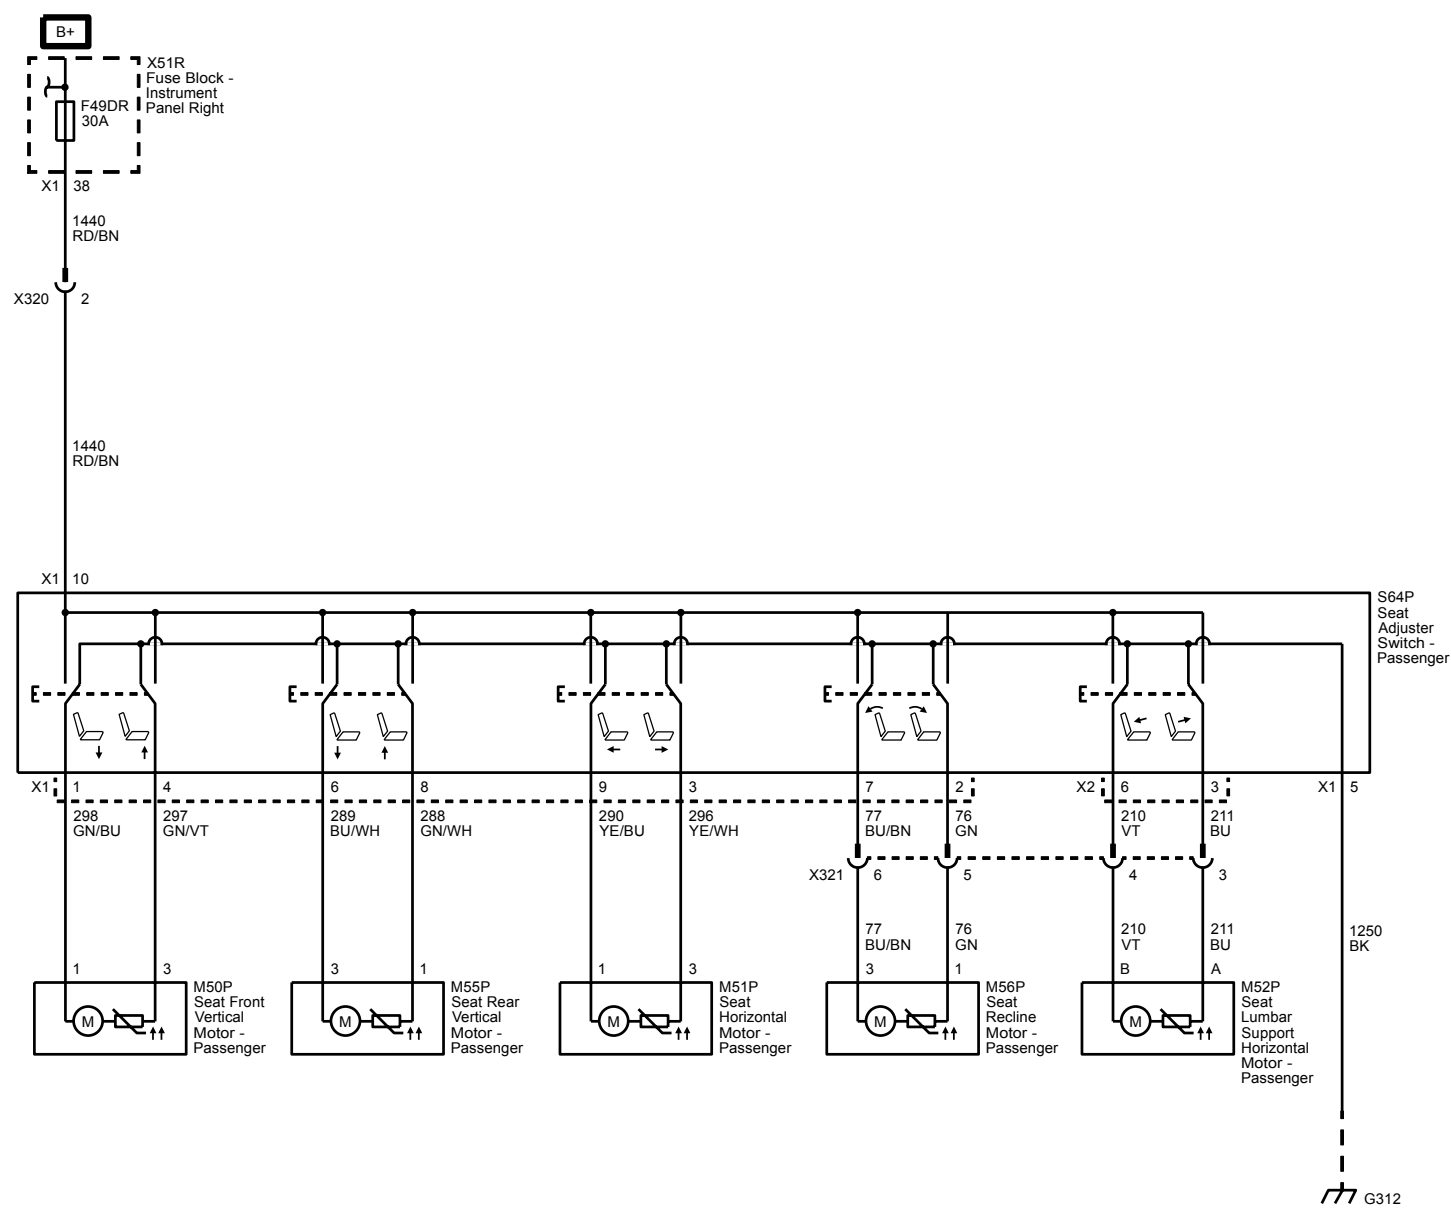 B+
X51R
Fuse Block -
Instrument
Panel Right
F49DR
30A
X1 38
1440
RD/BN
X320 2
1440
RD/BN
X1 10
S64P
Seat
Adjuster
Switch -
Passenger
X1 1 4 6 8 9 3 7 2 X2 6 3 X1 5
298 297 289 288 290 296 77 76 210 211
GN/BU GN/VT BU/WH GN/WH YE/BU YE/WH BU/BN GN VT BU
X321 6 5 4 3
77 76 210 211
BU/BN GN VT BU
1250
BK
1 3 3 1 1 3 3 1 B A
M50P
Seat Front
Vertical
Motor -
Passenger
M
M55P
Seat Rear
Vertical
Motor -
Passenger
M
M51P
Seat
Horizontal
Motor -
Passenger
M
M56P
Seat
Recline
Motor -
Passenger
M
M52P
Seat
Lumbar
Support
Horizontal
Motor -
Passenger
M
G312